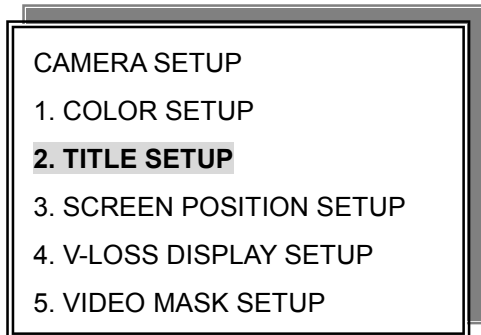 CAMERA SETUP
1. COLOR SETUP
2. TITLE SETUP
3. SCREEN POSITION SETUP
4. V-LOSS DISPLAY SETUP
5. VIDEO MASK SETUP